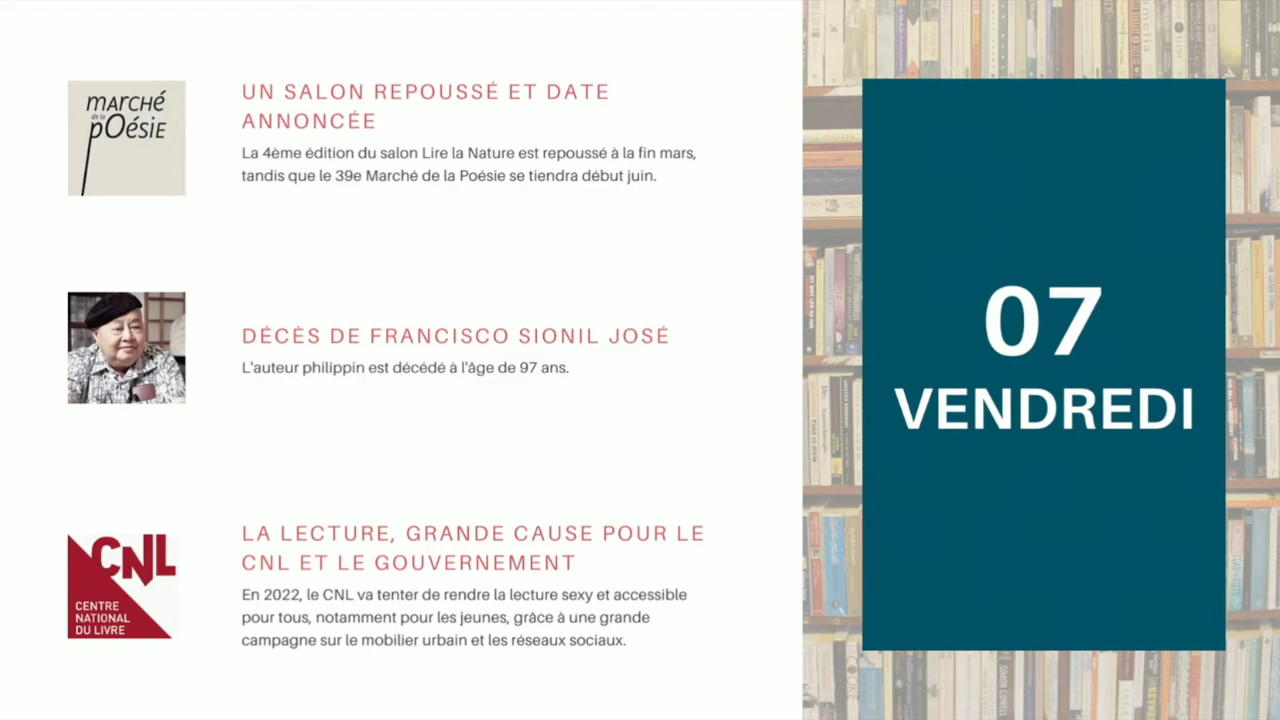 marché
de la
pOésie
UN SALON REPOUSSÉ ET DATE
ANNONCÉE
La 4ème édition du salon Lire la Nature est repoussé à la fin mars,
tandis que le 39e Marché de la Poésie se tiendra début juin.
DÉCÈS DE FRANCISCO SIONIL JOSÉ
L'auteur philippin est décédé à l'âge de 97 ans.
CNL
CENTRE
NATIONAL
DU LIVRE
LA LECTURE, GRANDE CAUSE POUR LE
CNL ET LE GOUVERNEMENT
En 2022, le CNL va tenter de rendre la lecture sexy et accessible
pour tous, notamment pour les jeunes, grâce à une grande
campagne sur le mobilier urbain et les réseaux sociaux.
07
VENDREDI